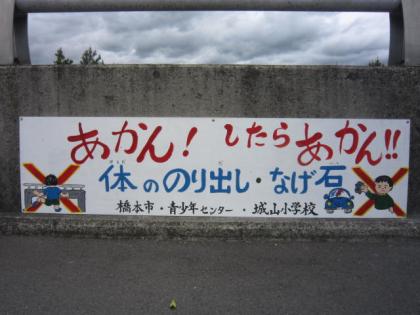 あかん! したらあかん!!
体ののり出し・なげ石
橋本市・青少年センター・城山小学校